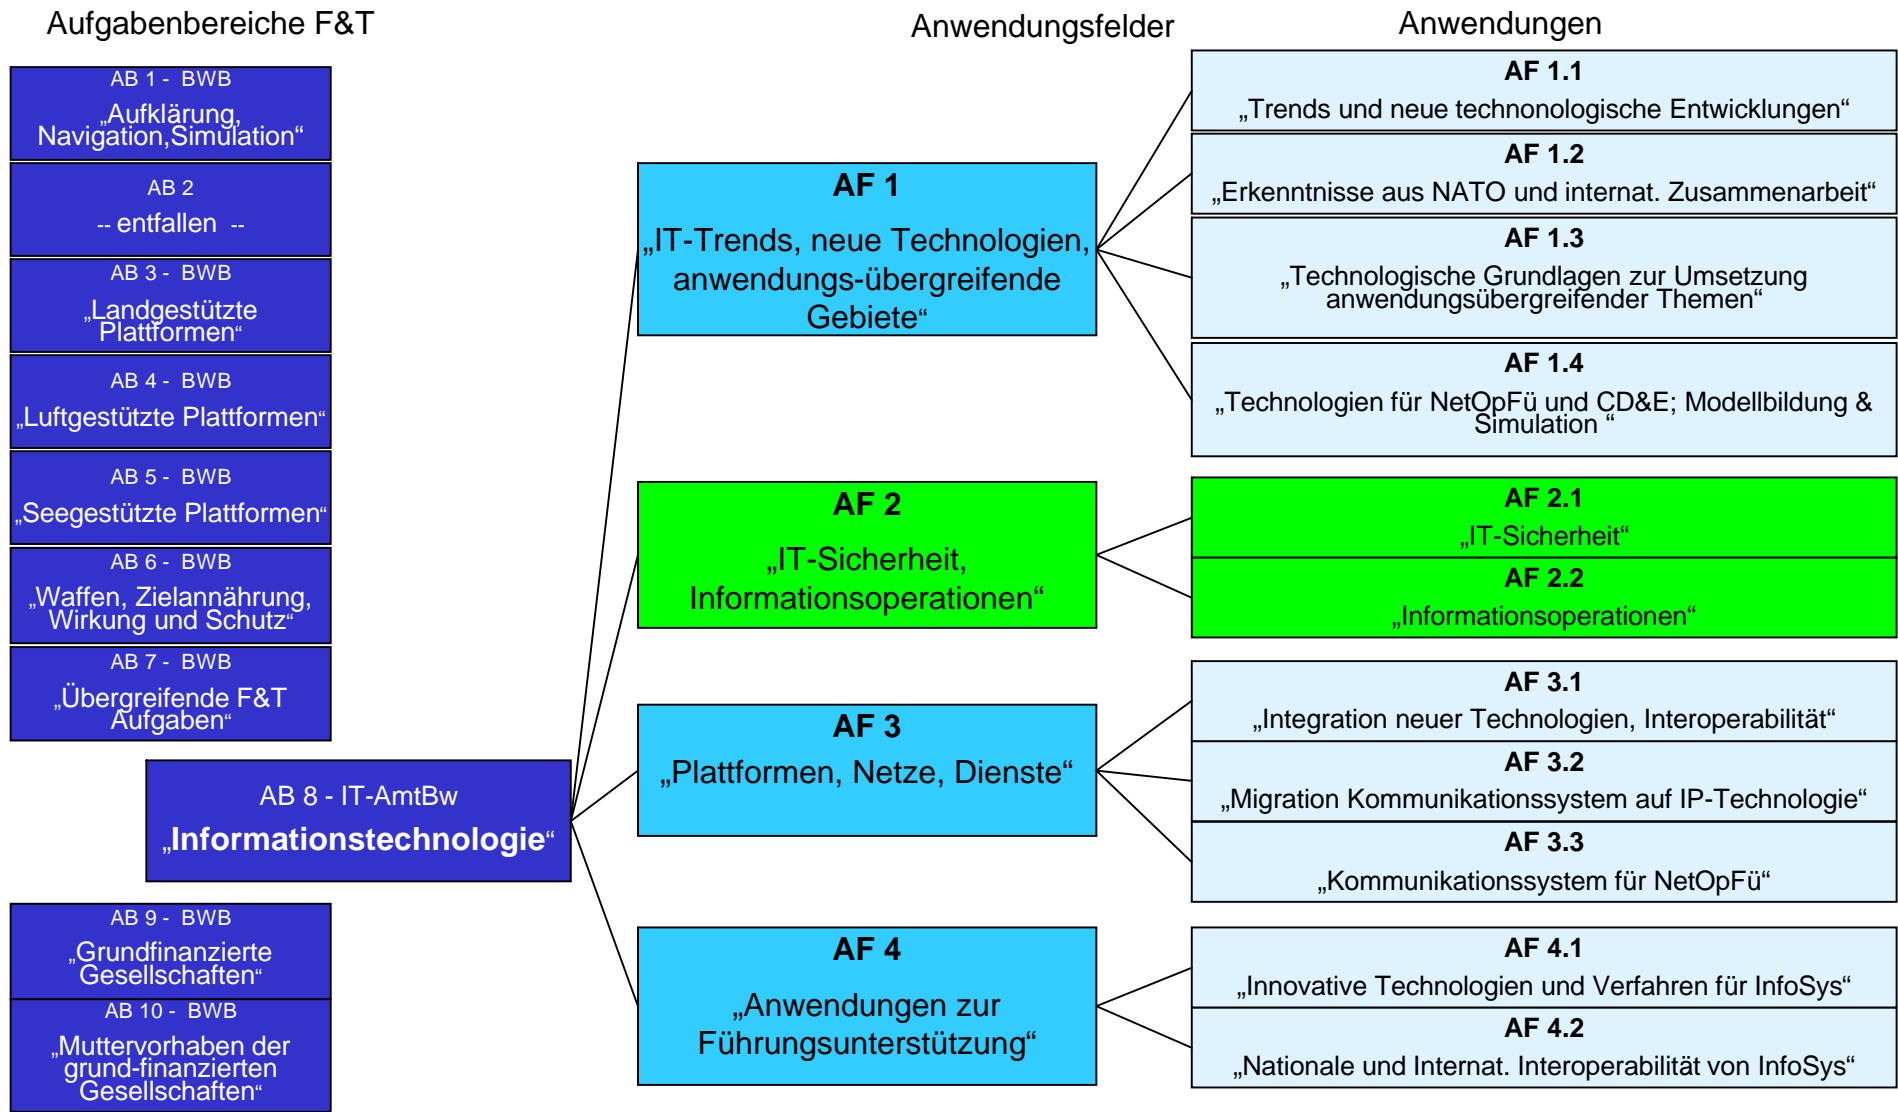 Aufgabenbereiche F&T
AB 1 - BWB
„Aufklärung,
Navigation,Simulation“
AB 2
-- entfallen --
AB 3 - BWB
„Landgestützte
Plattformen“
AB 4 - BWB
„Luftgestützte Plattformen“
AB 5 - BWB
„Seegestützte Plattformen“
AB 6 - BWB
„Waffen, Zielannährung,
Wirkung und Schutz“
AB 7 - BWB
„Übergreifende F&T
Aufgaben“
AB 8 - IT-AmtBw
„Informationstechnologie“
AB 9 - BWB
„Grundfinanzierte
Gesellschaften“
AB 10 - BWB
„Muttervorhaben der
grund-finanzierten
Gesellschaften“
Anwendungsfelder
AF 1
„IT-Trends, neue Technologien,
anwendungs-übergreifende
Gebiete“
AF 2
„IT-Sicherheit,
Informationsoperationen“
AF 3
„Plattformen, Netze, Dienste“
AF 4
„Anwendungen zur
Führungsunterstützung“
Anwendungen
AF 1.1
„Trends und neue technonologische Entwicklungen“
AF 1.2
„Erkenntnisse aus NATO und internat. Zusammenarbeit“
AF 1.3
„Technologische Grundlagen zur Umsetzung
anwendungsübergreifender Themen“
AF 1.4
„Technologien für NetOpFü und CD&E; Modellbildung &
Simulation “
AF 2.1
„IT-Sicherheit“
AF 2.2
„Informationsoperationen“
AF 3.1
„Integration neuer Technologien, Interoperabilität“
AF 3.2
„Migration Kommunikationssystem auf IP-Technologie“
AF 3.3
„Kommunikationssystem für NetOpFü“
AF 4.1
„Innovative Technologien und Verfahren für InfoSys“
AF 4.2
„Nationale und Internat. Interoperabilität von InfoSys“